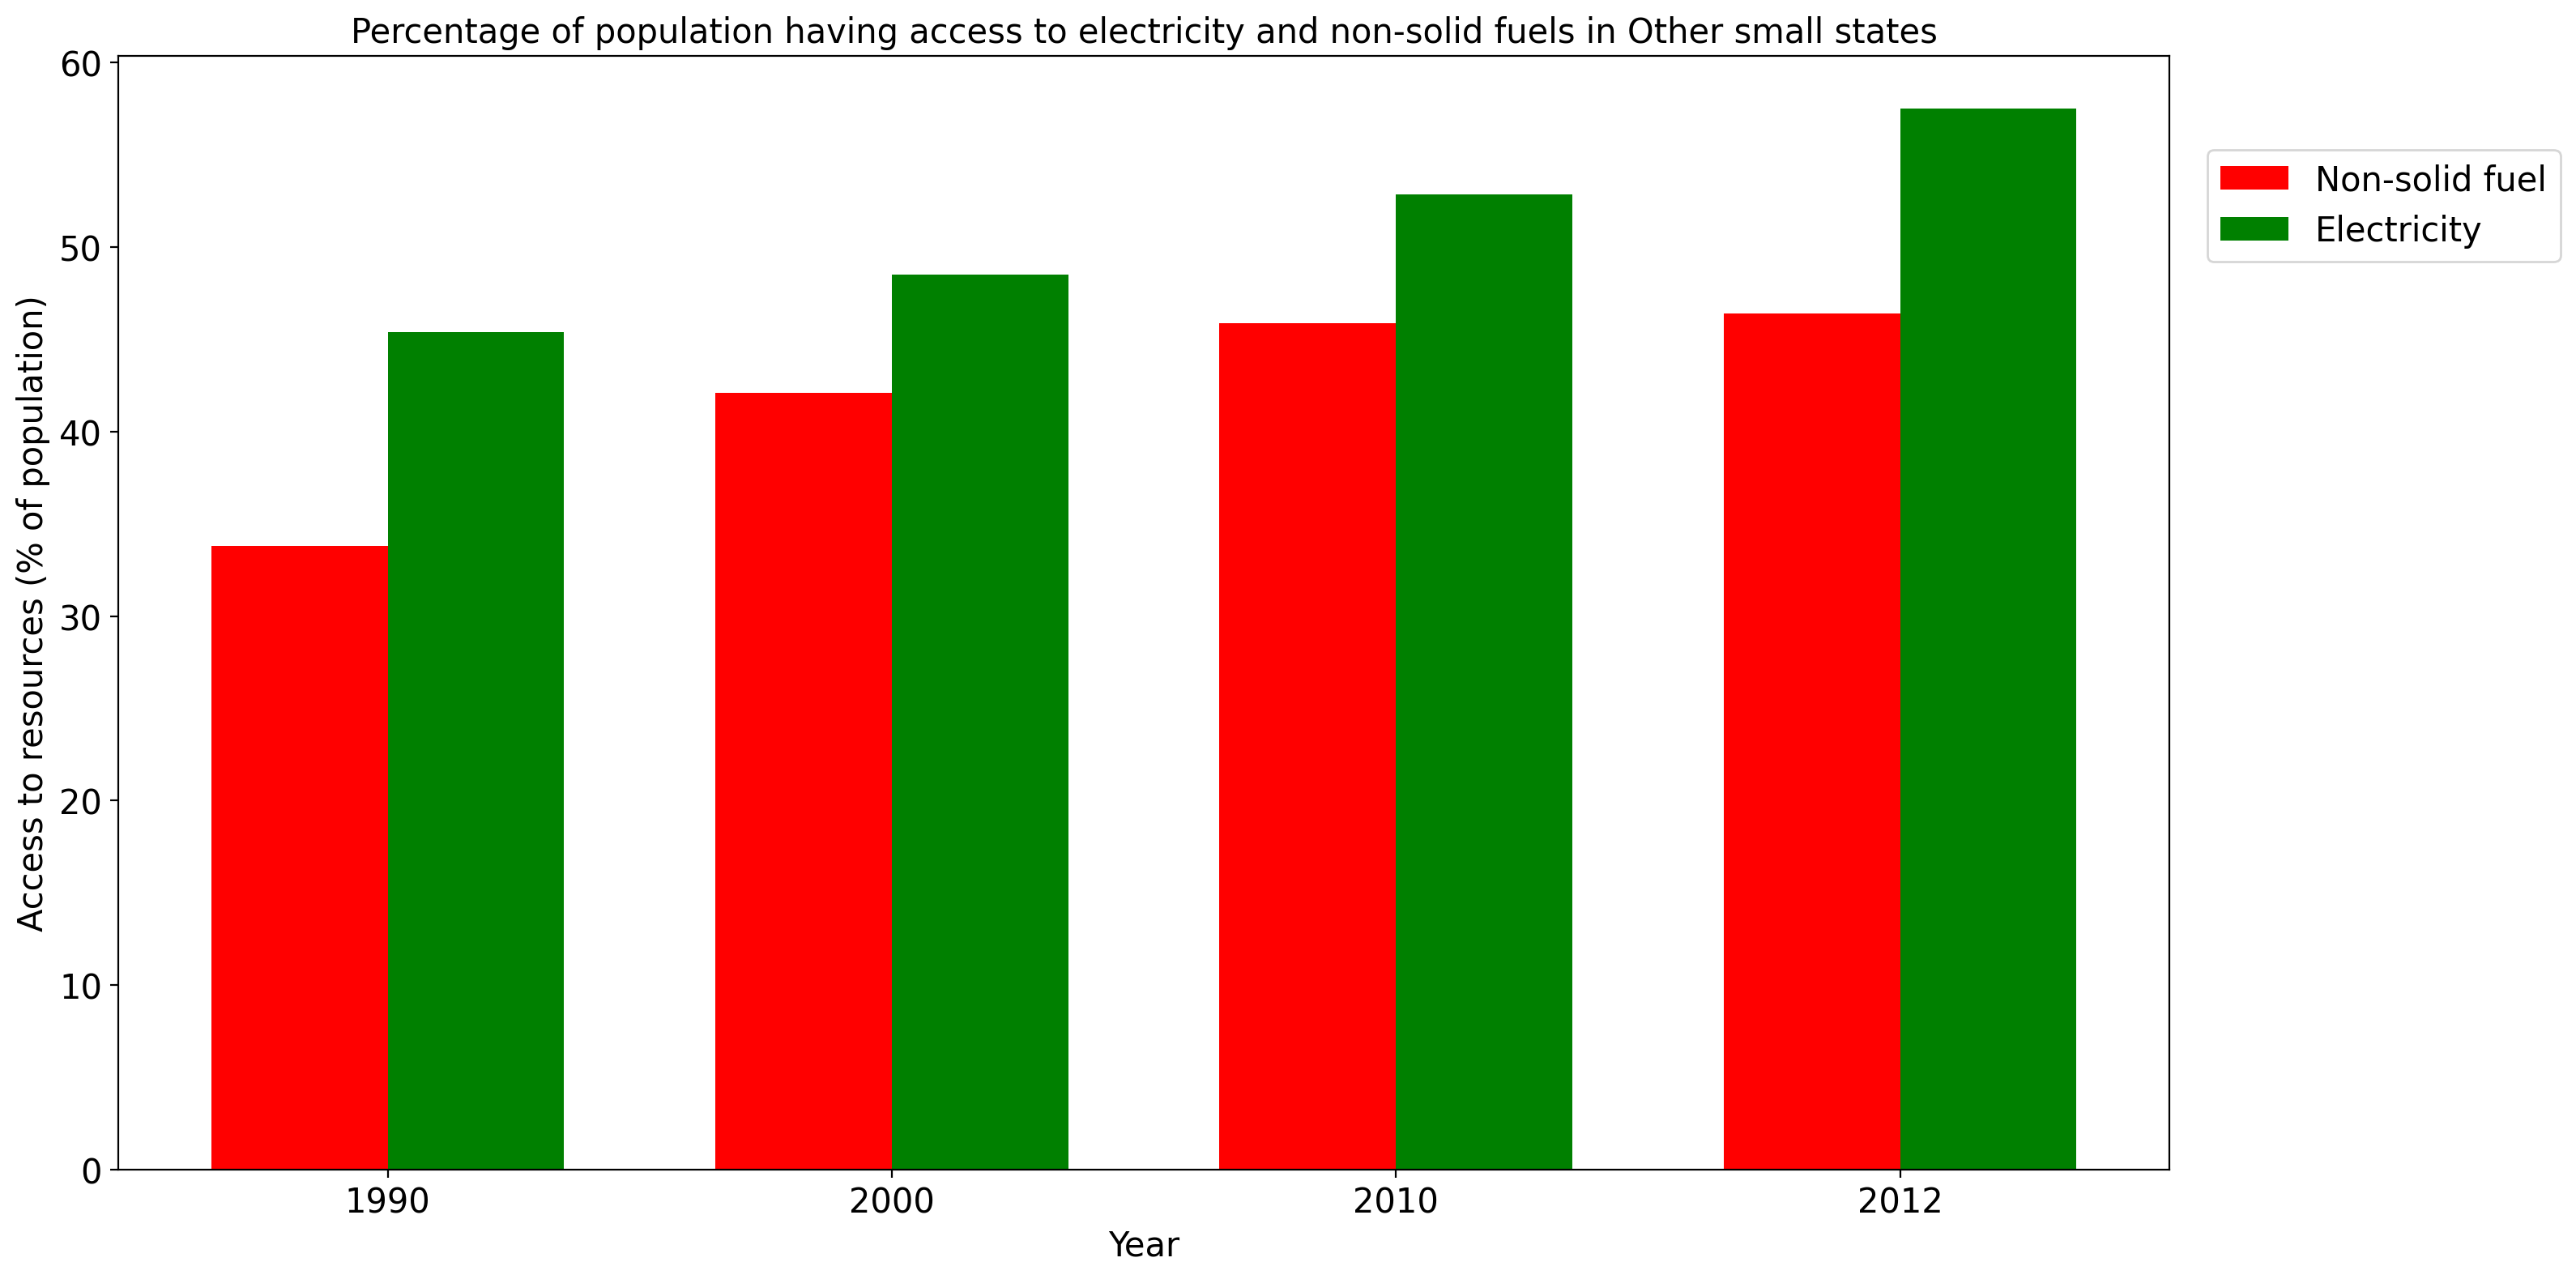 Percentage of population having access to electricity and non-solid fuels in Other small states
60
50
40
30
20
10
0
Access to resources (% of population)
1990 2000 2010 2012
Year
Non-solid fuel
Electricity